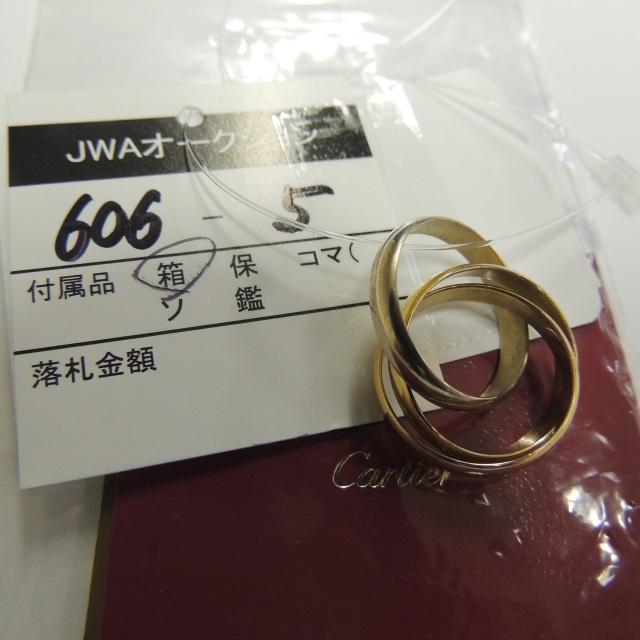 JWAオークション
606 - 5
付属品 箱 保 コマ(
ソ 鑑
落札金額
Cartier